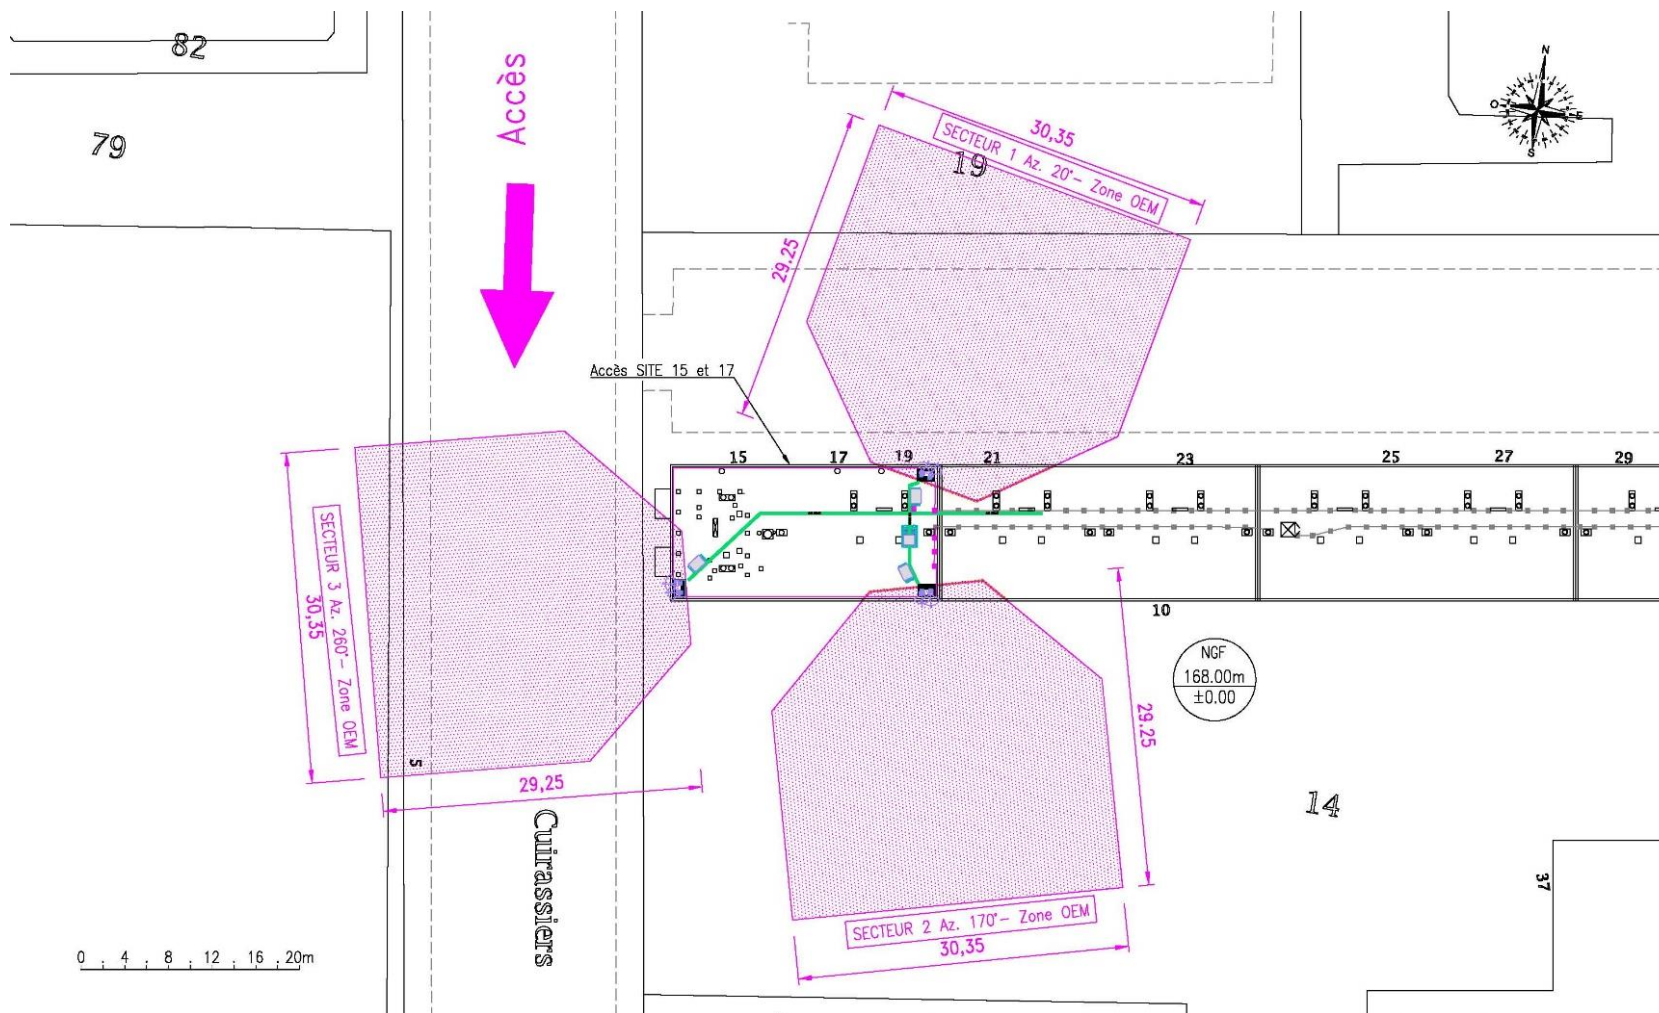 82
79
Accès
30,35
SECTEUR 1 Az. 20°- Zone OEM
19
29,25
N
O
E
S
Accès SITE 15 et 17
15
17
19
21
23
25
27
29
SECTEUR 3 Az. 260°- Zone OEM
30,35
5
29,25
10
NGF
168.00m
±0.00
29,25
14
37
SECTEUR 2 Az. 170°- Zone OEM
30,35
Cuirassiers
0 4 8 12 16 20m